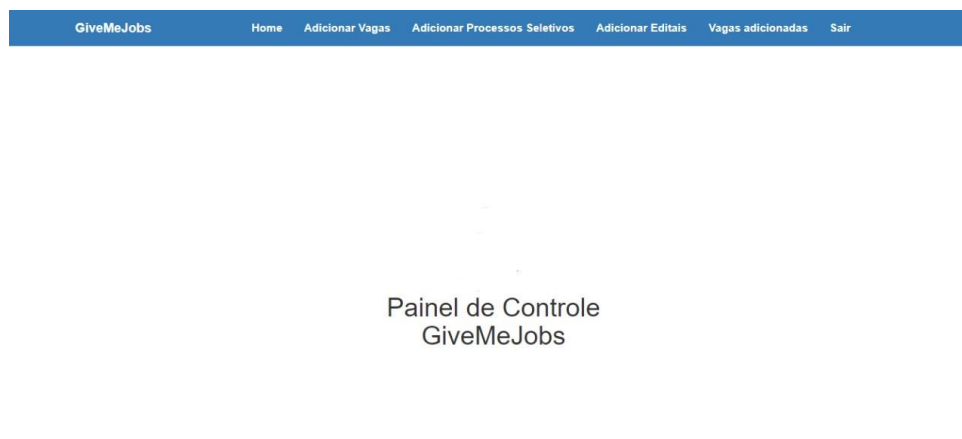 GiveMeJobs Home Adicionar Vagas Adicionar Processos Seletivos Adicionar Editais Vagas adicionadas Sair
Painel de Controle
GiveMeJobs